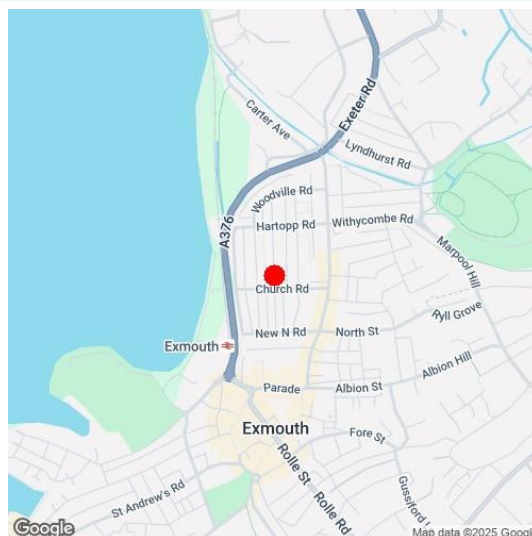 Carter Ave
Exeter Rd
Lyndhurst Rd
Woodville Rd
Hartopp Rd
Withycombe Rd
A376
Marpool Hill
Church Rd
Ryll Grove
New N Rd
North St
Exmouth
Albion Hill
Parade
Albion St
Exmouth
Fore St
Rolle St
St Andrew's Rd
Rolle Rd
Google
Map data ©2025 Google